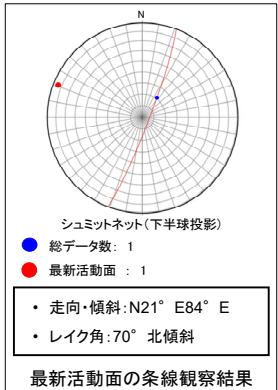 N
シュミットネット(下半球投影)
総データ数: 1
最新活動面 : 1
・ 走向・傾斜:N21°E84°E
・ レイク角:70°北傾斜
最新活動面の条線観察結果